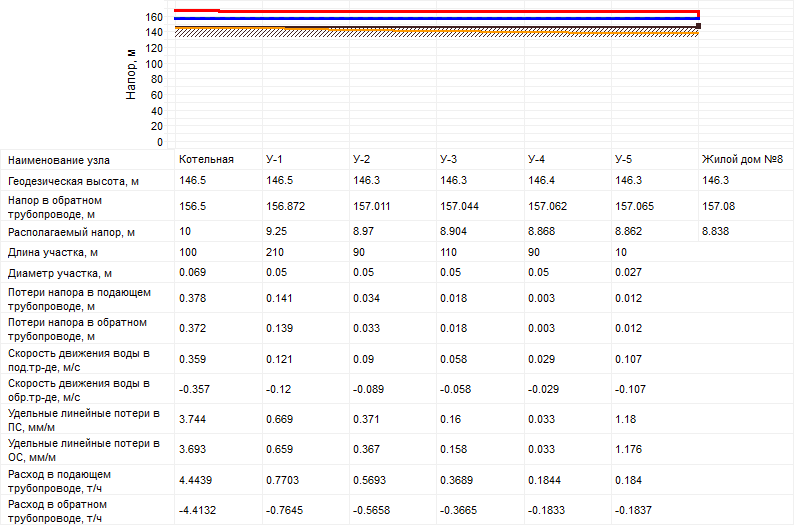 160
140
120
100
80
60
40
20
0
Напор, м
Наименование узла Котельная У-1 У-2 У-3 У-4 У-5 Жилой дом №8
Геодезическая высота, м 146.5 146.5 146.3 146.3 146.4 146.3 146.3
Напор в обратном
трубопроводе, м 156.5 156.872 157.011 157.044 157.062 157.065 157.08
Располагаемый напор, м 10 9.25 8.97 8.904 8.868 8.862 8.838
Длина участка, м 100 210 90 110 90 10
Диаметр участка, м 0.069 0.05 0.05 0.05 0.05 0.027
Потери напора в подающем
трубопроводе, м 0.378 0.141 0.034 0.018 0.003 0.012
Потери напора в обратном
трубопроводе, м 0.372 0.139 0.033 0.018 0.003 0.012
Скорость движения воды в
под.тр-де, м/с 0.359 0.121 0.09 0.058 0.029 0.107
Скорость движения воды в
обр.тр-де, м/с -0.357 -0.12 -0.089 -0.058 -0.029 -0.107
Удельные линейные потери в
ПС, мм/м 3.744 0.669 0.371 0.16 0.033 1.18
Удельные линейные потери в
ОС, мм/м 3.693 0.659 0.367 0.158 0.033 1.176
Расход в подающем
трубопроводе, т/ч 4.4439 0.7703 0.5693 0.3689 0.1844 0.184
Расход в обратном
трубопроводе, т/ч -4.4132 -0.7645 -0.5658 -0.3665 -0.1833 -0.1837